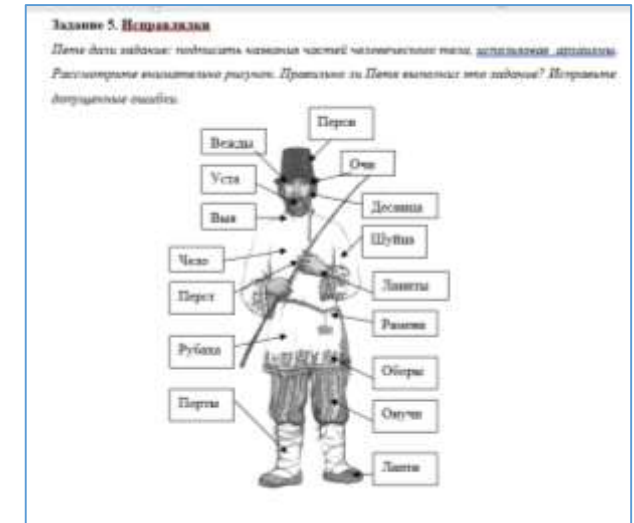 Задание 5. Исправлялки
Пете дали задание: подписать названия частей человеческого тела, использовав архаизмы.
Рассмотрите внимательно рисунок. Правильно ли Петя выполнил это задание? Исправьте
допущенные ошибки.
Перси
Вежды
Очи
Уста
Десница
Выя
Шуйца
Чело
Ланиты
Перст
Рамена
Рубаха
Оборы
Порты
Онучи
Лапти